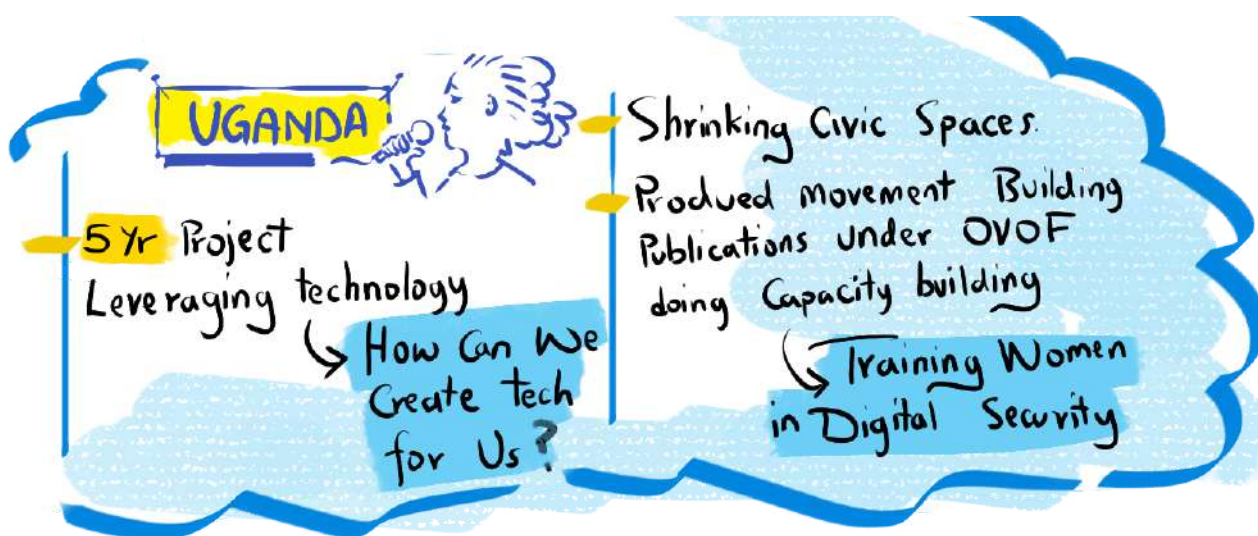 UGANDA
5 Yr Project
Leveraging technology
How Can We
Create Tech
for Us?
Shrinking Civic Spaces.
Produed Movement Building
Publications under OVOF
doing Capacity building
Training Women
in Digital Security